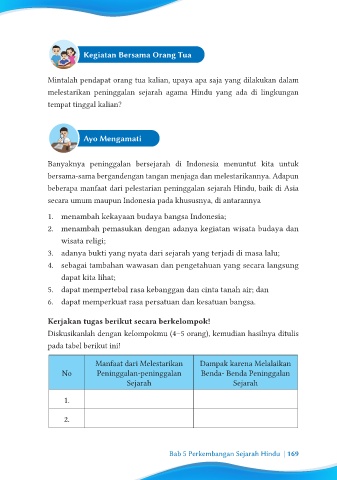 Kegiatan Bersama Orang Tua
Mintalah pendapat orang tua kalian, upaya apa saja yang dilakukan dalam
melestarikan peninggalan sejarah agama Hindu yang ada di lingkungan
tempat tinggal kalian?
Ayo Mengamati
Banyaknya peninggalan bersejarah di Indonesia menuntut kita untuk
bersama-sama bergandengan tangan menjaga dan melestarikannya. Adapun
beberapa manfaat dari pelestarian peninggalan sejarah Hindu, baik di Asia
secara umum maupun Indonesia pada khususnya, di antarannya
1. menambah kekayaan budaya bangsa Indonesia;
2. menambah pemasukan dengan adanya kegiatan wisata budaya dan
wisata religi;
3. adanya bukti yang nyata dari sejarah yang terjadi di masa lalu;
4. sebagai tambahan wawasan dan pengetahuan yang secara langsung
dapat kita lihat;
5. dapat mempertebal rasa kebanggan dan cinta tanah air; dan
6. dapat memperkuat rasa persatuan dan kesatuan bangsa.
Kerjakan tugas berikut secara berkelompok!
Diskusikanlah dengan kelompokmu (4–5 orang), kemudian hasilnya ditulis
pada tabel berikut ini!
No
Manfaat dari Melestarikan
Peninggalan-peninggalan
Sejarah
Dampak karena Melalaikan
Benda- Benda Peninggalan
Sejarah
1.
2.
Bab 5 Perkembangan Sejarah Hindu | 169